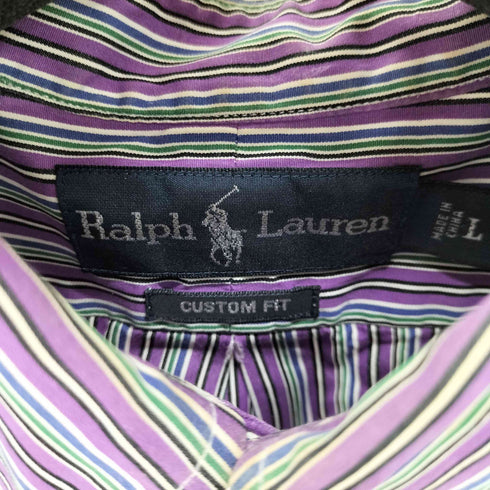 Ralph Lauren
MADE IN
CHINA
L
CUSTOM FIT